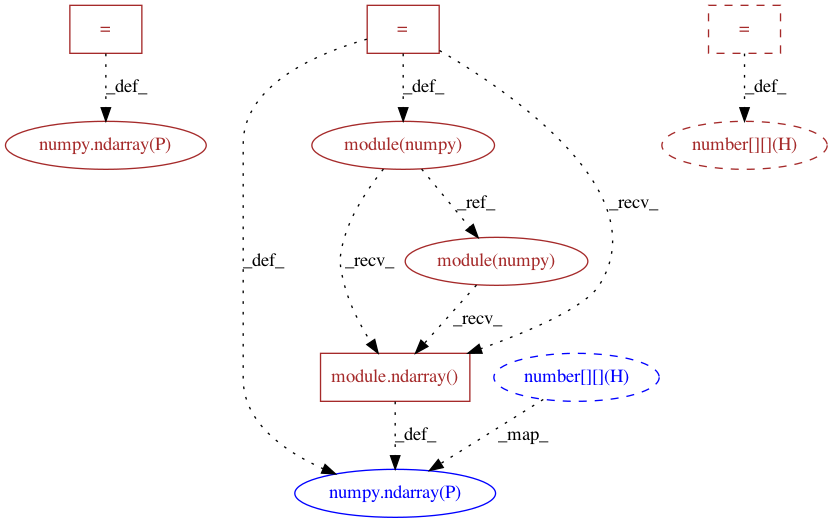 =
=
=
_def_
_def_
_def_
numpy.ndarray(P)
module(numpy)
number[][](H)
_ref_
_recv_
_def_
_recv_
module(numpy)
_recv_
module.ndarray()
number[][](H)
_def_
_map_
numpy.ndarray(P)